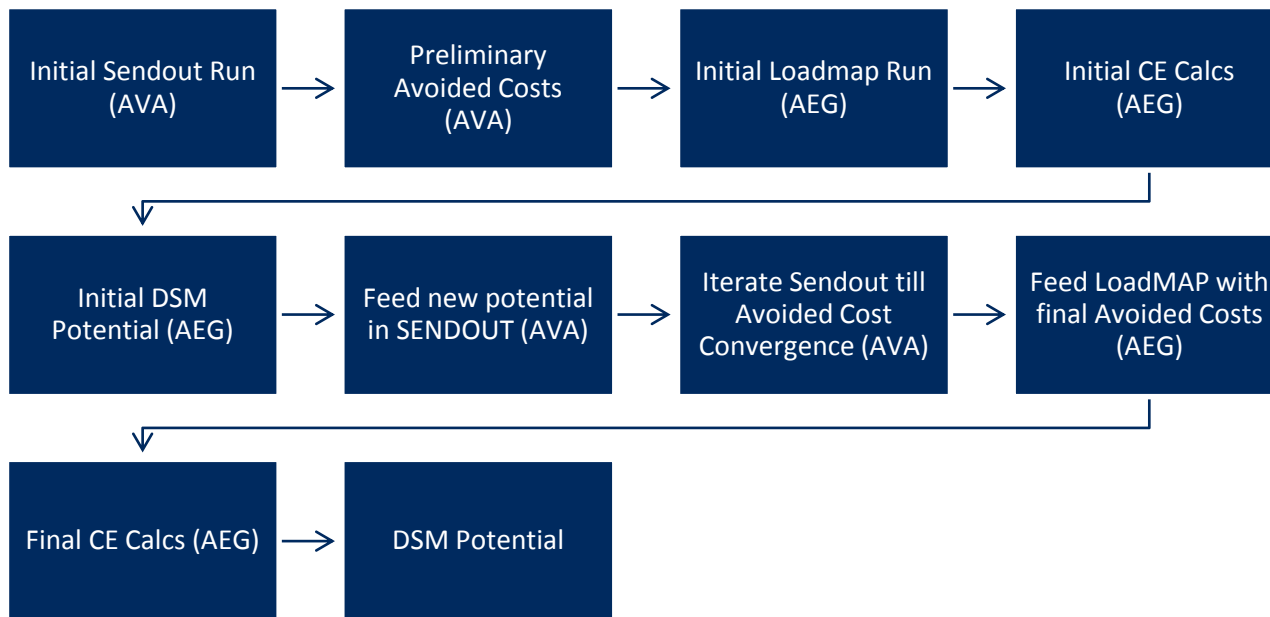 Initial Sendout Run
(AVA)
Preliminary
Avoided Costs
(AVA)
Initial Loadmap Run
(AEG)
Initial CE Calcs
(AEG)
Initial DSM
Potential (AEG)
Feed new potential
in SENDOUT (AVA)
Iterate Sendout till
Avoided Cost
Convergence (AVA)
Feed LoadMAP with
final Avoided Costs
(AEG)
Final CE Calcs (AEG)
DSM Potential